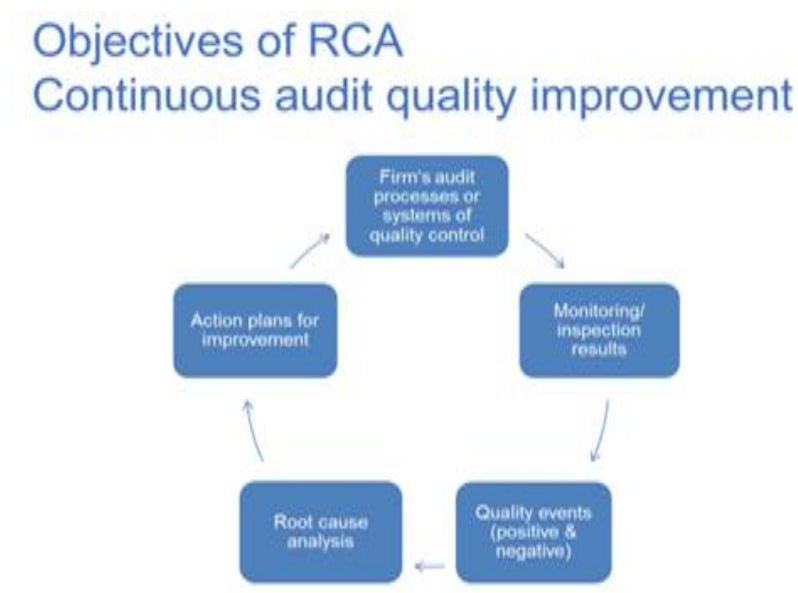 Objectives of RCA
Continuous audit quality improvement
Firm's audit
processes or
systems of
quality control
Monitoring/
inspection
results
Quality events
(positive &
negative)
Root cause
analysis
Action plans for
improvement